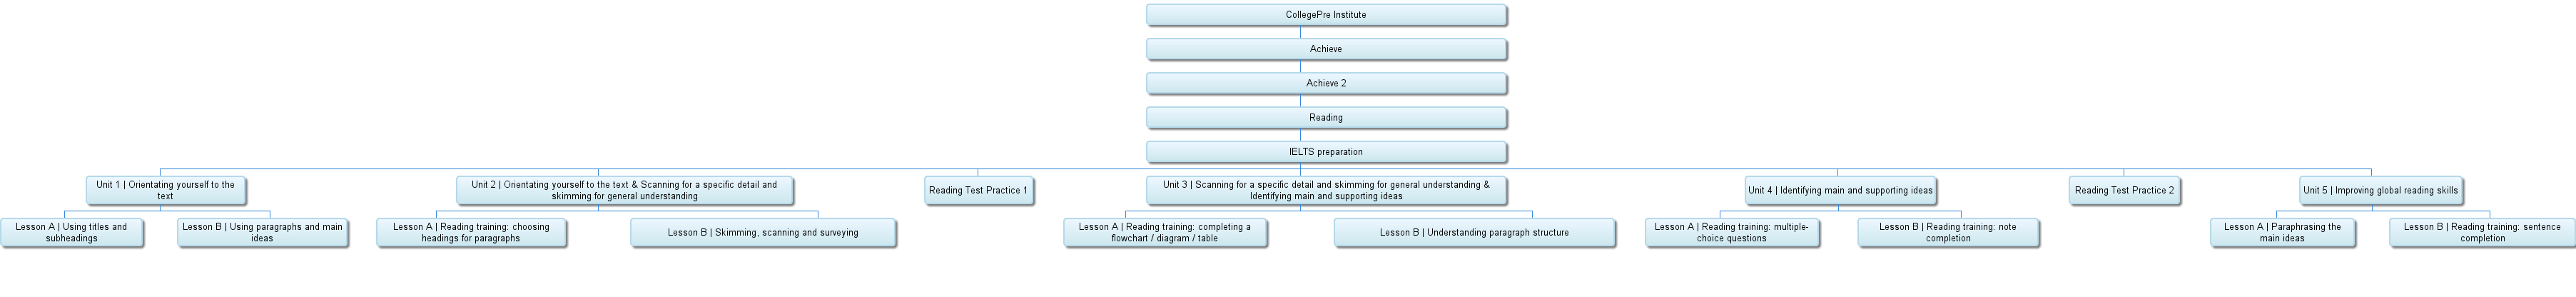 CollegePre Institute
Achieve
Achieve 2
Reading
IELTS preparation
Unit 1 | Orientating yourself to the
text
Unit 2 | Orientating yourself to the text & Scanning for a specific detail and
skimming for general understanding
Reading Test Practice 1
Unit 3 | Scanning for a specific detail and skimming for general understanding &
Identifying main and supporting ideas
Unit 4 | Identifying main and supporting ideas
Reading Test Practice 2
Unit 5 | Improving global reading skills
Lesson A | Using titles and
subheadings
Lesson B | Using paragraphs and main
ideas
Lesson A | Reading training: choosing
headings for paragraphs
Lesson B | Skimming, scanning and surveying
Lesson A | Reading training: completing a
flowchart / diagram / table
Lesson B | Understanding paragraph structure
Lesson A | Reading training: multiple-
choice questions
Lesson B | Reading training: note
completion
Lesson A | Paraphrasing the
main ideas
Lesson B | Reading training: sentence
completion